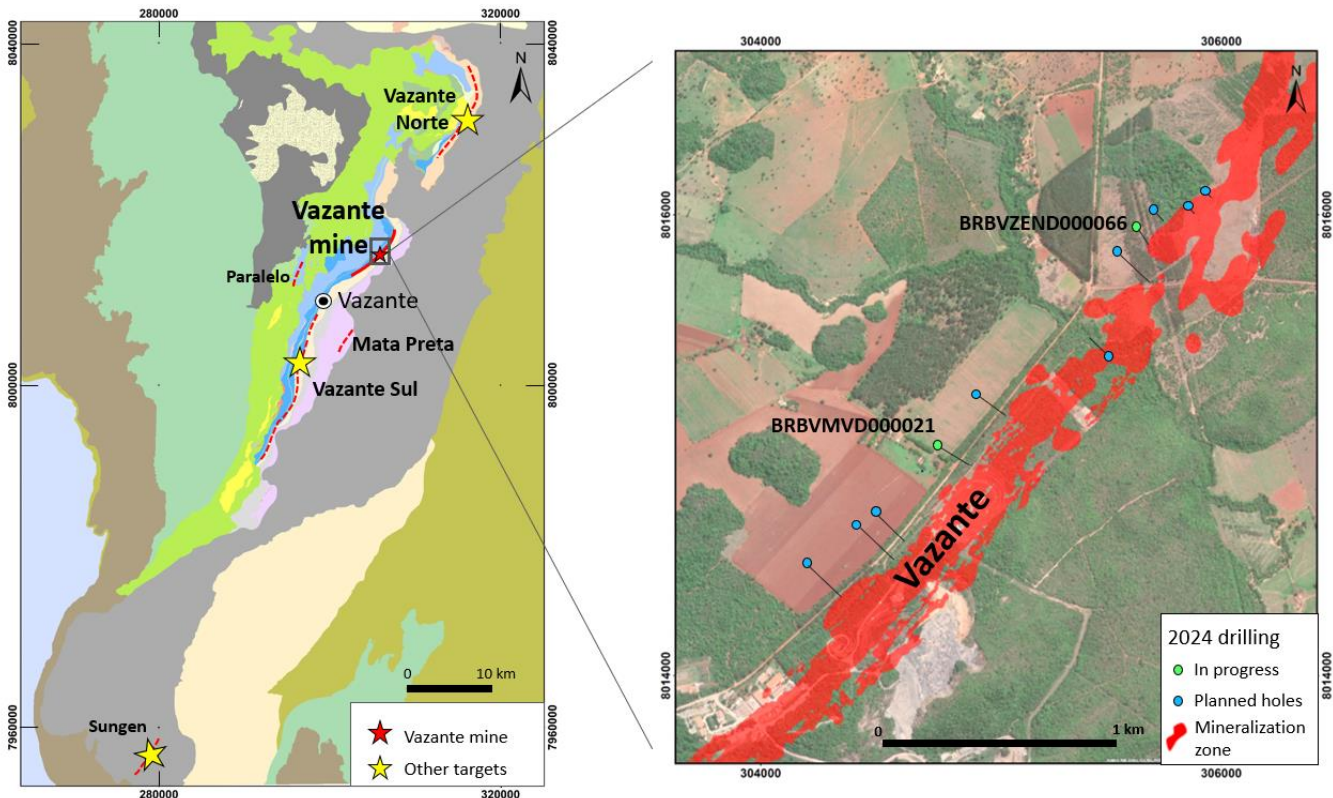 280000
320000
8040000
8040000
N
Vazante
Norte
Vazante
mine
Paralelo
Vazante
Mata Preta
8000000
8000000
Vazante Sul
0
10 km
Sungen
7960000
7960000
Vazante mine
Other targets
280000
320000
304000
306000
N
8016000
8016000
BRBVZEND000066
BRBVMVD000021
Vazante
8014000
8014000
2024 drilling
In progress
Planned holes
Mineralization
zone
0
1 km
304000
306000